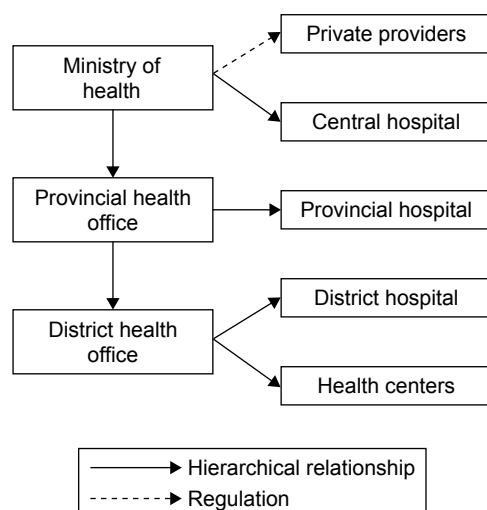 Private providers
Ministry of
health
Central hospital
Provincial health
office
Provincial hospital
District hospital
District health
office
Health centers
Hierarchical relationship
Regulation